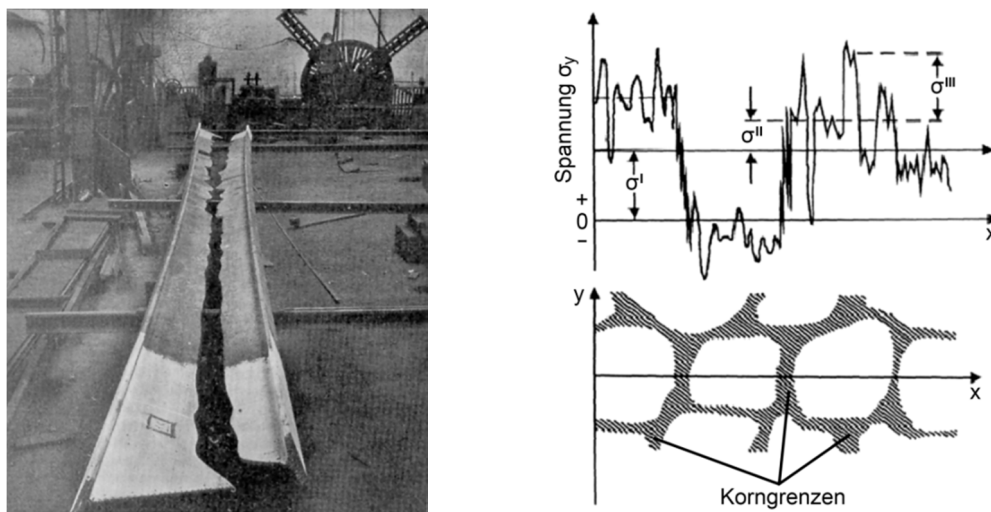 Spannung σy
σI
σII
σIII
+
0
-
x
x
y
x
Korngrenzen